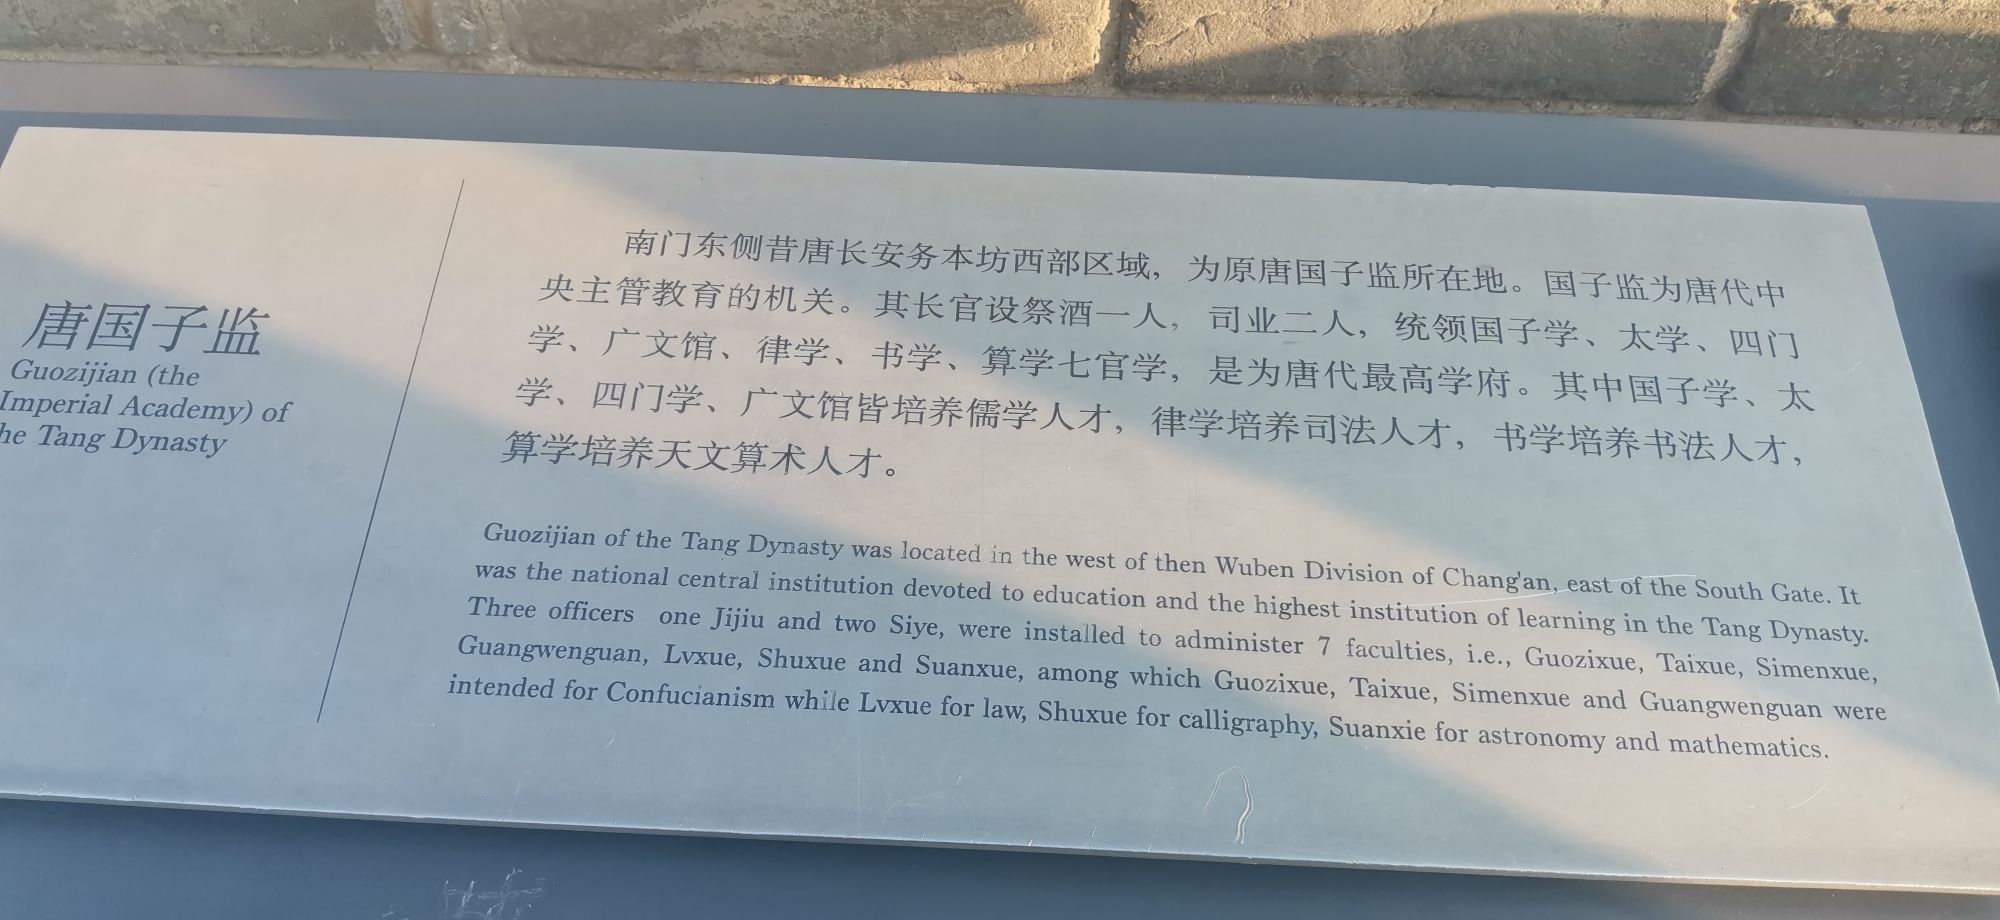 唐国子监
Guozijian (the
Imperial Academy) of
he Tang Dynasty
南门东侧昔唐长安务本坊西部区域，为原唐国子监所在地。国子监为唐代中
央主管教育的机关。其长官设祭酒一人，司业二人，统领国子学、太学、四门
学、广文馆、律学、书学、算学七官学，是为唐代最高学府。其中国子学、太
学、四门学、广文馆皆培养儒学人才，律学培养司法人才，书学培养书法人才，
算学培养天文算术人才。
Guozijian of the Tang Dynasty was located in the west of then Wuben Division of Chang'an, east of the South Gate. It
was the national central institution devoted to education and the highest institution of learning in the Tang Dynasty.
Three officers one Jijiu and two Siye, were installed to administer 7 faculties, i.e., Guozixue, Taixue, Simenxue,
Guangwenguan, Lvxue, Shuxue and Suanxue, among which Guozixue, Taixue, Simenxue and Guangwenguan were
intended for Confucianism while Lvxue for law, Shuxue for calligraphy, Suanxie for astronomy and mathematics.